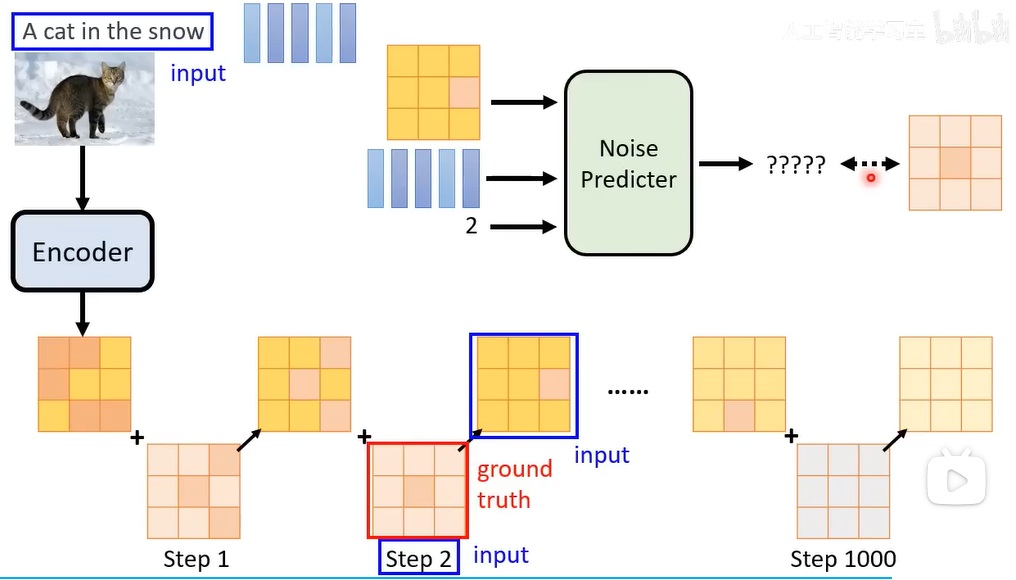 A cat in the snow
input
人工智能学习库 bilibili
Noise
Predicter
?????
2
Encoder
+
+
......
+
ground
truth
input
Step 1
Step 2
input
Step 1000